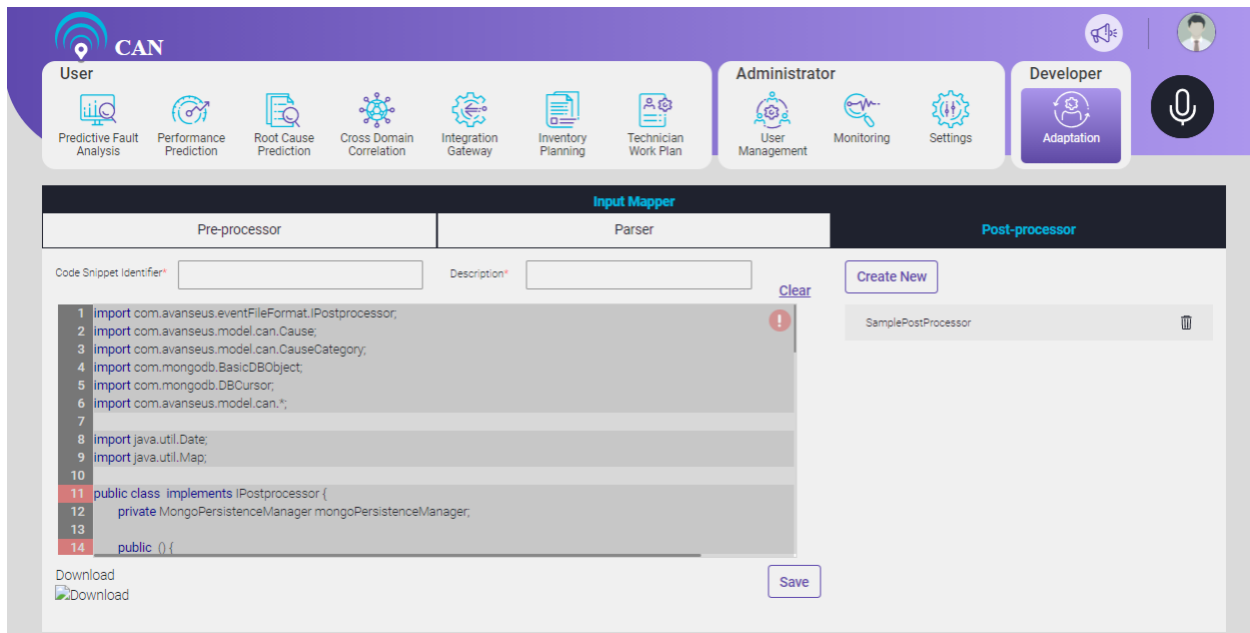 CAN
User
Administrator
Developer
Predictive Fault Analysis
Performance Prediction
Root Cause Prediction
Cross Domain Correlation
Integration Gateway
Inventory Planning
Technician Work Plan
User Management
Monitoring
Settings
Adaptation
Input Mapper
Pre-processor
Parser
Post-processor
Code Snippet Identifier*
Description*
Clear
Create New
SamplePostProcessor
1 import com.avanseus.eventFileFormat.IPostprocessor;
2 import com.avanseus.model.can.Cause;
3 import com.avanseus.model.can.CauseCategory;
4 import com.mongodb.BasicDBObject;
5 import com.mongodb.DBCursor;
6 import com.avanseus.model.can.*;
7
8 import java.util.Date;
9 import java.util.Map;
10
11 public class  implements IPostprocessor {
12 private MongoPersistenceManager mongoPersistenceManager;
13
14 public  () {
Download
Download
Save